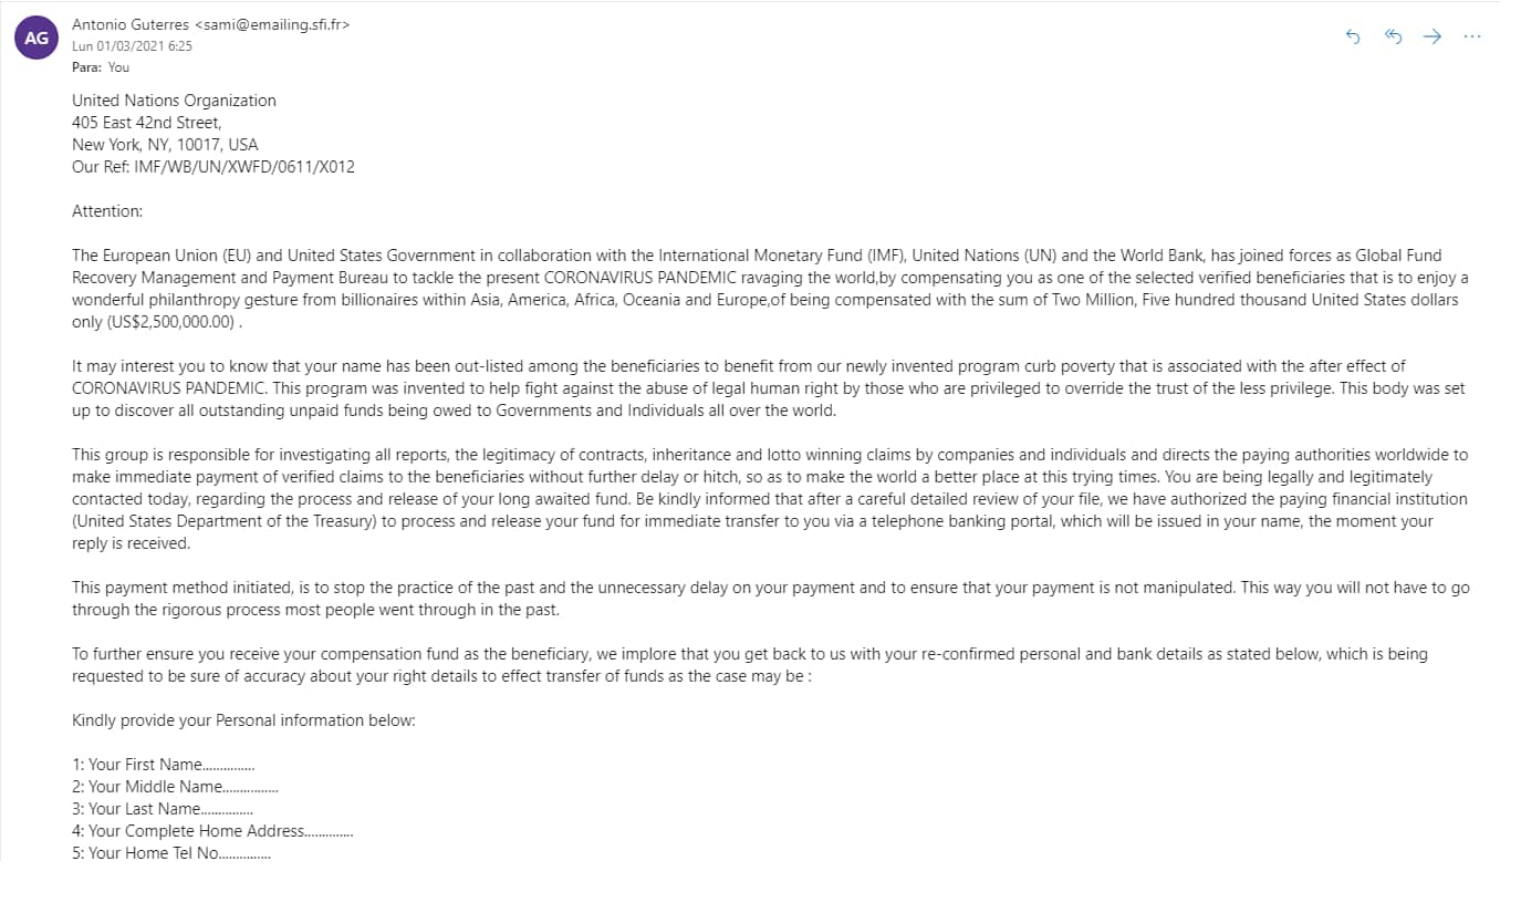 AG
Antonio Guterres <sami@emailing.sfi.fr>
Lun 01/03/2021 6:25
Para: You
United Nations Organization
405 East 42nd Street,
New York, NY, 10017, USA
Our Ref: IMF/WB/UN/XWFD/0611/X012
Attention:
The European Union (EU) and United States Government in collaboration with the International Monetary Fund (IMF), United Nations (UN) and the World Bank, has joined forces as Global Fund
Recovery Management and Payment Bureau to tackle the present CORONAVIRUS PANDEMIC ravaging the world,by compensating you as one of the selected verified beneficiaries that is to enjoy a
wonderful philanthropy gesture from billionaires within Asia, America, Africa, Oceania and Europe,of being compensated with the sum of Two Million, Five hundred thousand United States dollars
only (US$2,500,000.00) .
It may interest you to know that your name has been out-listed among the beneficiaries to benefit from our newly invented program curb poverty that is associated with the after effect of
CORONAVIRUS PANDEMIC. This program was invented to help fight against the abuse of legal human right by those who are privileged to override the trust of the less privilege. This body was set
up to discover all outstanding unpaid funds being owed to Governments and Individuals all over the world.
This group is responsible for investigating all reports, the legitimacy of contracts, inheritance and lotto winning claims by companies and individuals and directs the paying authorities worldwide to
make immediate payment of verified claims to the beneficiaries without further delay or hitch, so as to make the world a better place at this trying times. You are being legally and legitimately
contacted today, regarding the process and release of your long awaited fund. Be kindly informed that after a careful detailed review of your file, we have authorized the paying financial institution
(United States Department of the Treasury) to process and release your fund for immediate transfer to you via a telephone banking portal, which will be issued in your name, the moment your
reply is received.
This payment method initiated, is to stop the practice of the past and the unnecessary delay on your payment and to ensure that your payment is not manipulated. This way you will not have to go
through the rigorous process most people went through in the past.
To further ensure you receive your compensation fund as the beneficiary, we implore that you get back to us with your re-confirmed personal and bank details as stated below, which is being
requested to be sure of accuracy about your right details to effect transfer of funds as the case may be :
Kindly provide your Personal information below:
1: Your First Name...............
2: Your Middle Name................
3: Your Last Name...............
4: Your Complete Home Address..............
5: Your Home Tel No...............